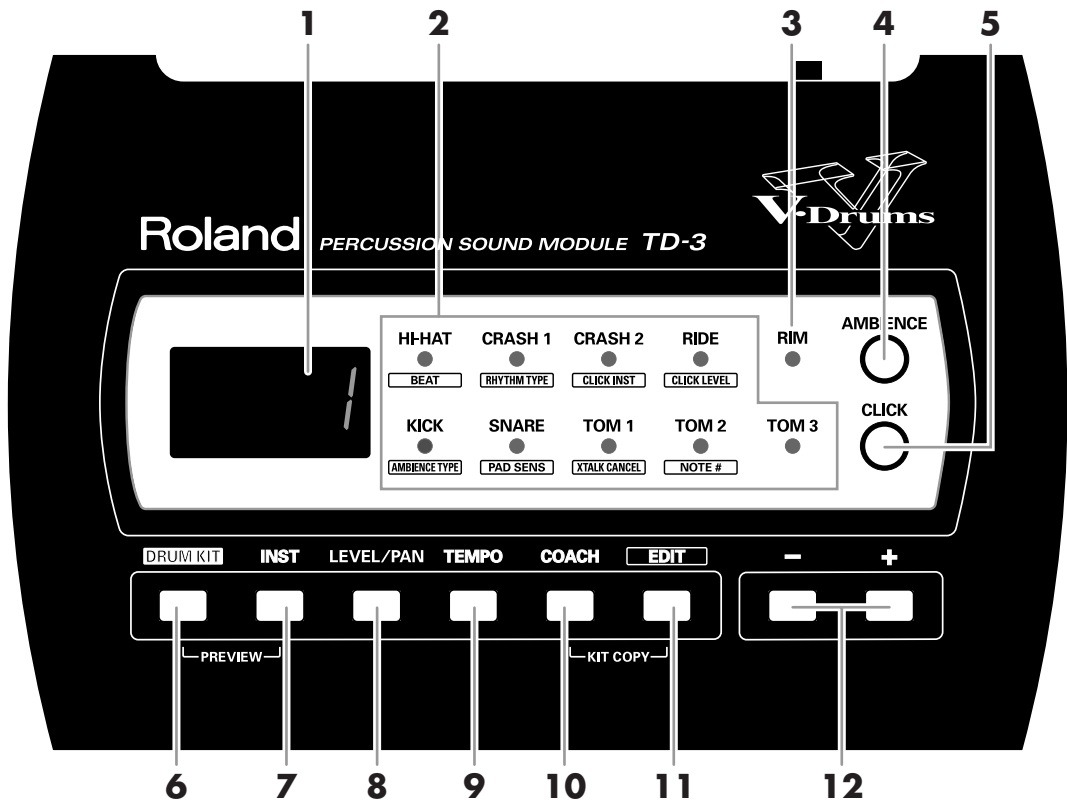 1 2 3 4 5
V-Drums
Roland PERCUSSION SOUND MODULE TD-3
HI-HAT CRASH 1 CRASH 2 RIDE RIM AMBIENCE
BEAT RHYTHM TYPE CLICK INST CLICK LEVEL
1
CLICK
KICK SNARE TOM 1 TOM 2 TOM 3
AMBIENCE TYPE PAD SENS XTALK CANCEL NOTE #
DRUM KIT INST LEVEL/PAN TEMPO COACH EDIT - +
PREVIEW KIT COPY
6 7 8 9 10 11 12